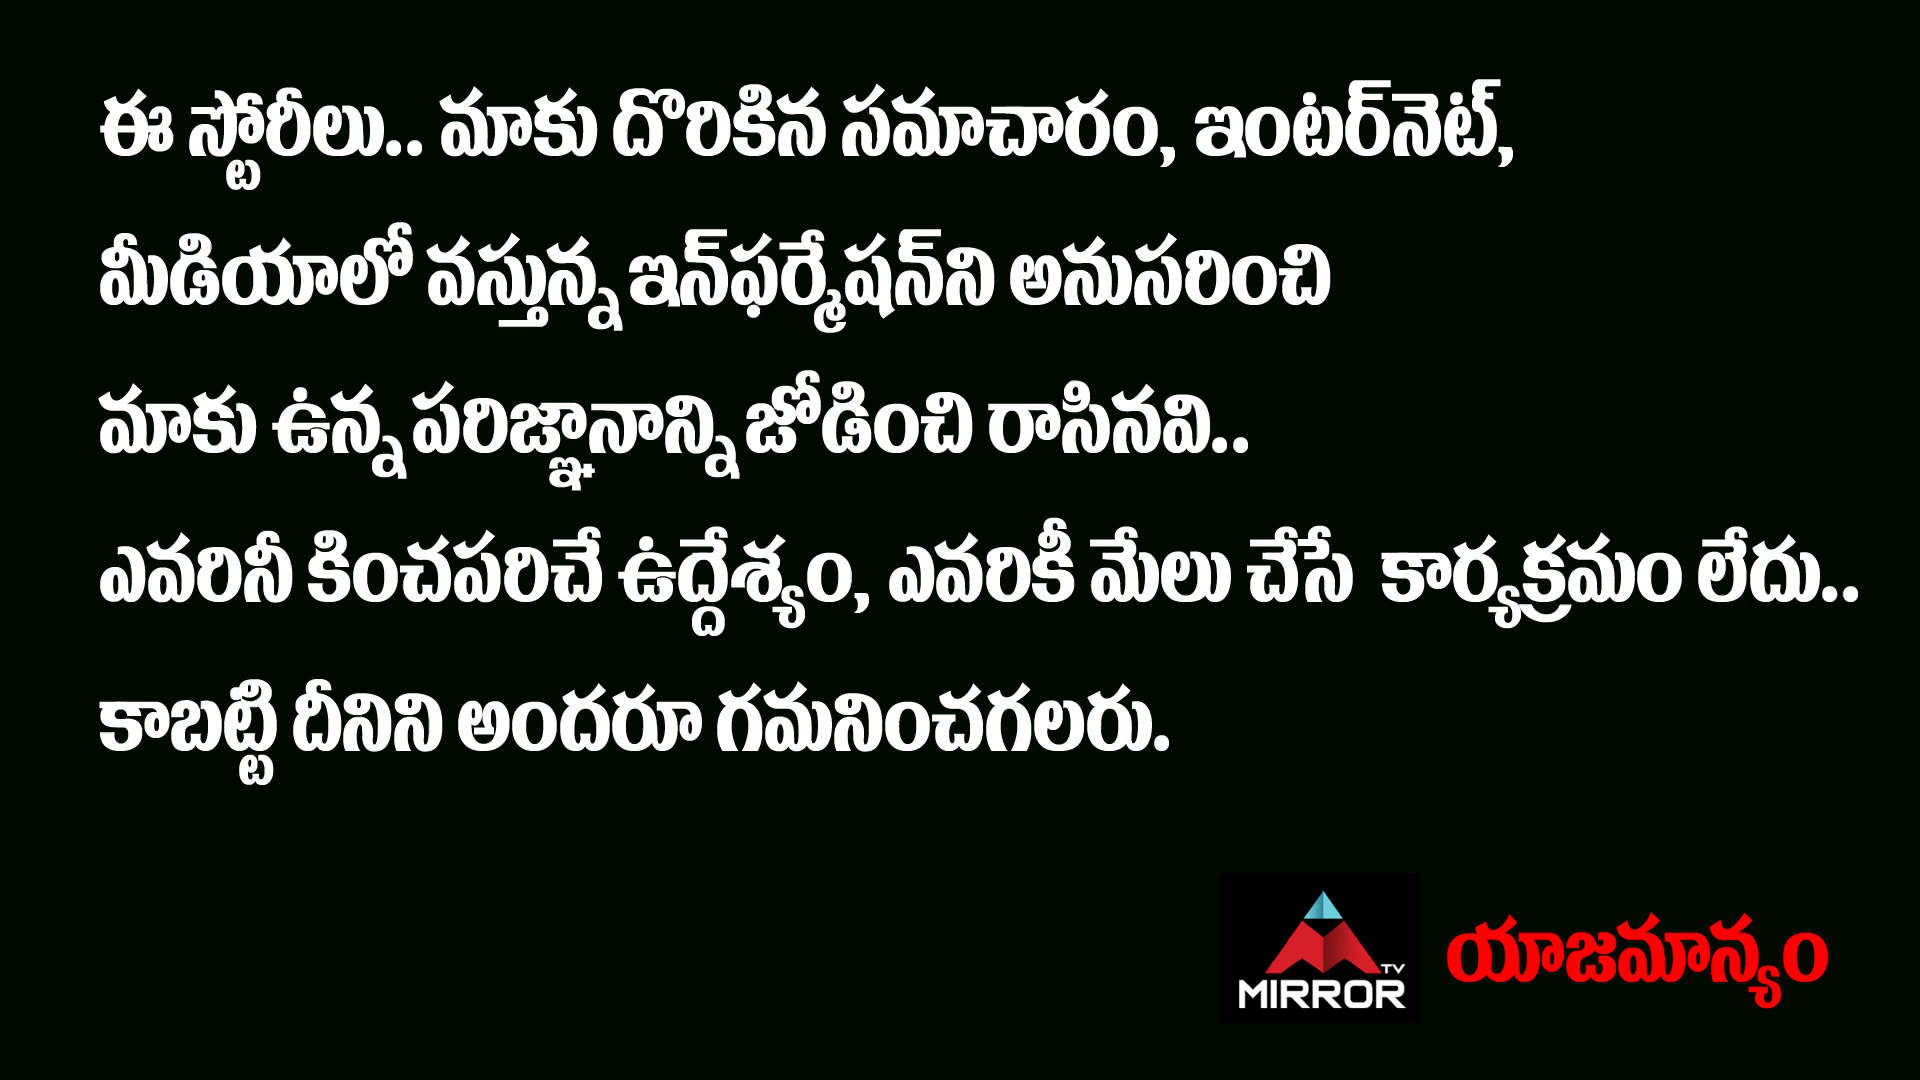 ఈ స్టోరీలు.. మాకు దొరికిన సమాచారం, ఇంటర్‌నెట్,
మీడియాలో వస్తున్న ఇన్‌ఫర్మేషన్‌ని అనుసరించి
మాకు ఉన్న పరిజ్ఞానాన్ని జోడించి రాసినవి..
ఎవరినీ కించపరిచే ఉద్దేశ్యం, ఎవరికీ మేలు చేసే కార్యక్రమం లేదు..
కాబట్టి దీనిని అందరూ గమనించగలరు.
TV
MIRROR
యాజమాన్యం